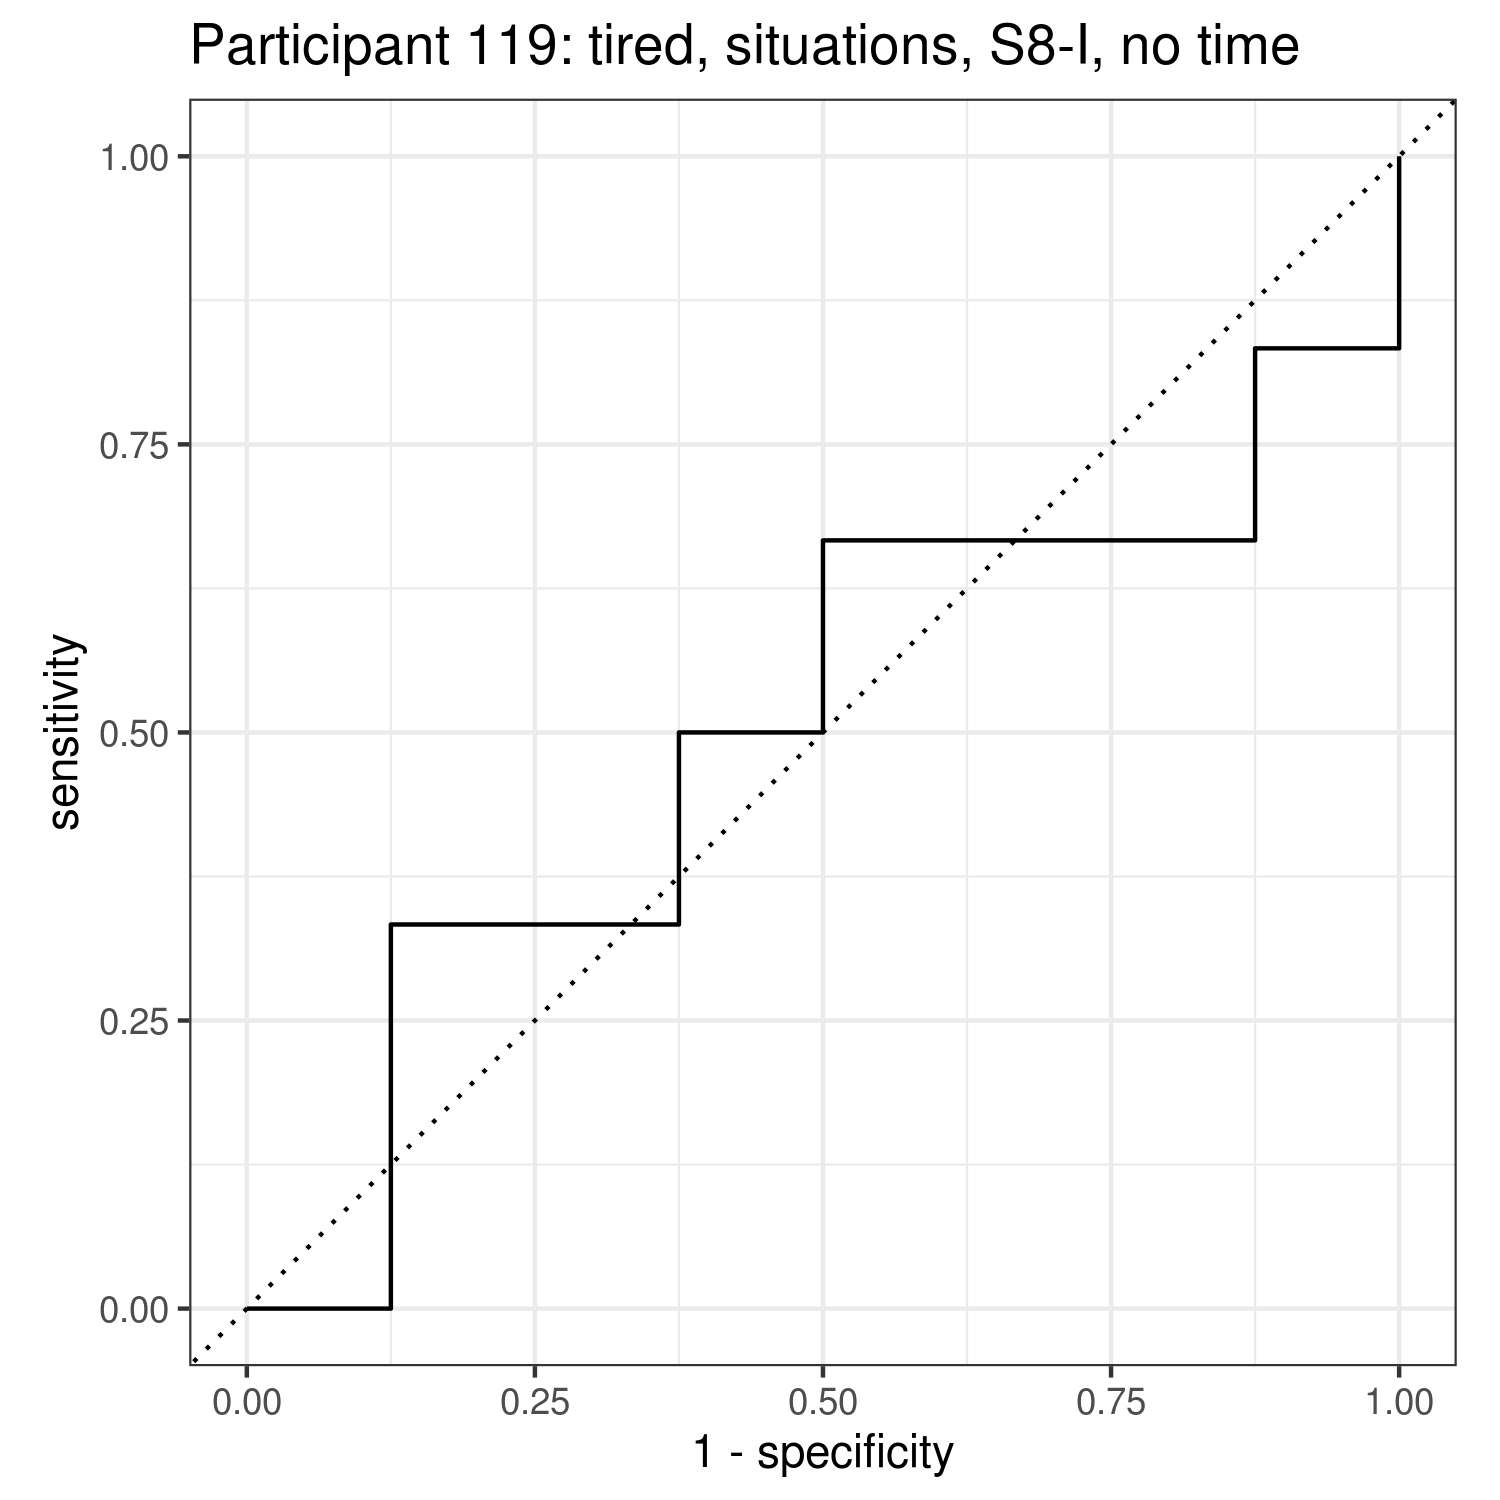 Participant 119: tired, situations, S8-I, no time
1.00
0.75
0.50
0.25
0.00
sensitivity
0.00 0.25 0.50 0.75 1.00
1 - specificity